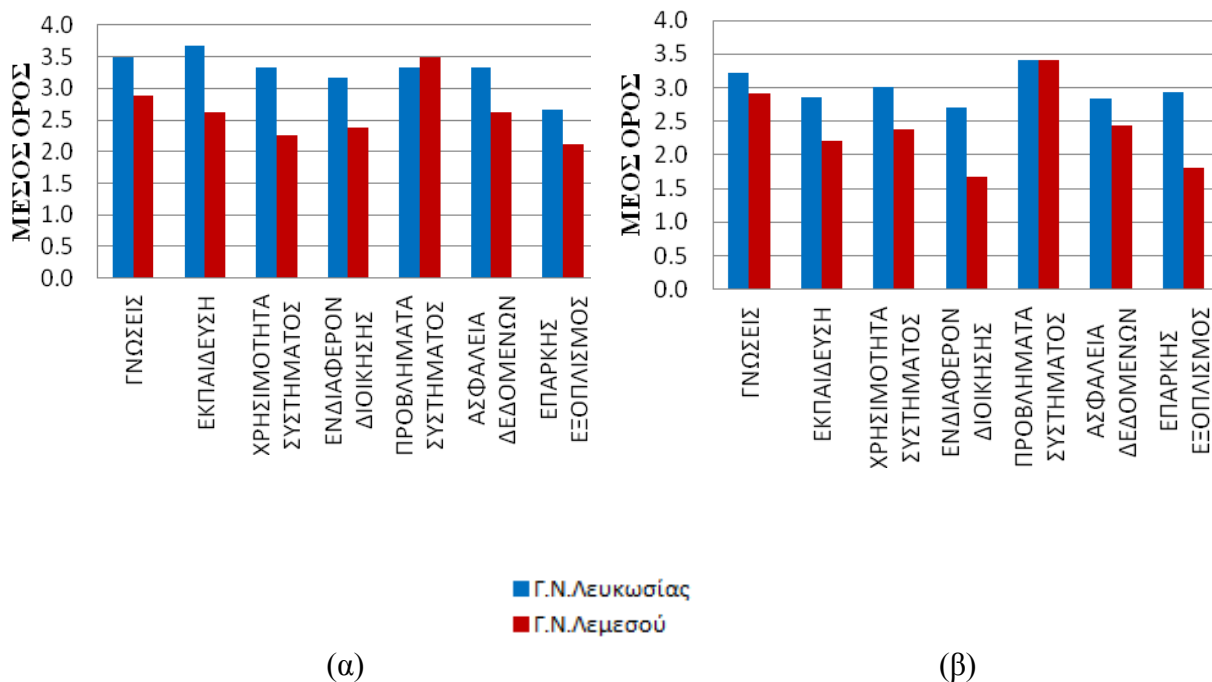 ΜΕΣΟΣ ΟΡΟΣ
4.0
3.5
3.0
2.5
2.0
1.5
1.0
0.5
0.0
ΓΝΩΣΕΙΣ
ΕΚΠΑΙΔΕΥΣΗ
ΧΡΗΣΙΜΟΤΗΤΑ
ΣΥΣΤΗΜΑΤΟΣ
ΕΝΔΙΑΦΕΡΟΝ
ΔΙΟΙΚΗΣΗΣ
ΠΡΟΒΛΗΜΑΤΑ
ΣΥΣΤΗΜΑΤΟΣ
ΑΣΦΑΛΕΙΑ
ΔΕΔΟΜΕΝΩΝ
ΕΠΑΡΚΗΣ
ΕΞΟΠΛΙΣΜΟΣ
ΜΕΟΣ ΟΡΟΣ
4.0
3.5
3.0
2.5
2.0
1.5
1.0
0.5
0.0
ΓΝΩΣΕΙΣ
ΕΚΠΑΙΔΕΥΣΗ
ΧΡΗΣΙΜΟΤΗΤΑ
ΣΥΣΤΗΜΑΤΟΣ
ΕΝΔΙΑΦΕΡΟΝ
ΔΙΟΙΚΗΣΗΣ
ΠΡΟΒΛΗΜΑΤΑ
ΣΥΣΤΗΜΑΤΟΣ
ΑΣΦΑΛΕΙΑ
ΔΕΔΟΜΕΝΩΝ
ΕΠΑΡΚΗΣ
ΕΞΟΠΛΙΣΜΟΣ
Γ.Ν.Λευκωσίας
Γ.Ν.Λεμεσού
(α)
(β)